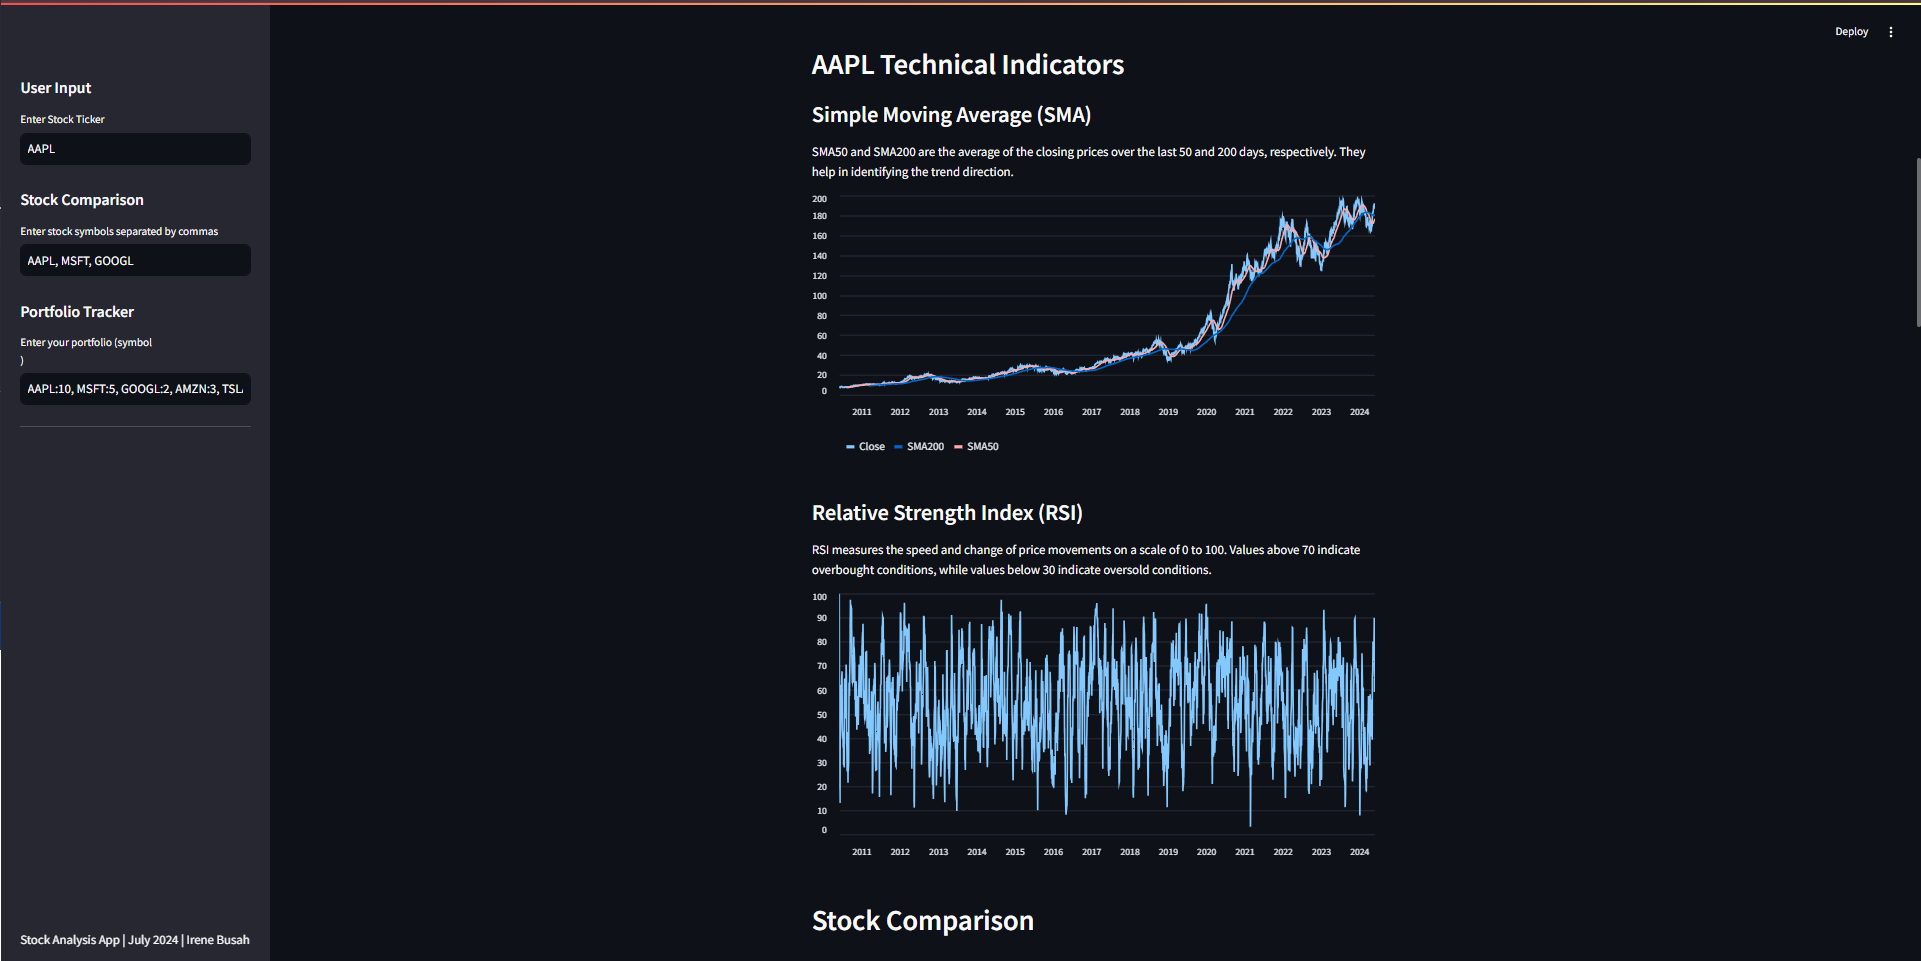 Deploy
User Input
Enter Stock Ticker
AAPL
Stock Comparison
Enter stock symbols separated by commas
AAPL, MSFT, GOOGL
Portfolio Tracker
Enter your portfolio (symbol
)
AAPL:10, MSFT:5, GOOGL:2, AMZN:3, TSL
Stock Analysis App | July 2024 | Irene Busah
AAPL Technical Indicators
Simple Moving Average (SMA)
SMA50 and SMA200 are the average of the closing prices over the last 50 and 200 days, respectively. They
help in identifying the trend direction.
200
180
160
140
120
100
80
60
40
20
0
2011 2012 2013 2014 2015 2016 2017 2018 2019 2020 2021 2022 2023 2024
Close SMA200 SMA50
Relative Strength Index (RSI)
RSI measures the speed and change of price movements on a scale of 0 to 100. Values above 70 indicate
overbought conditions, while values below 30 indicate oversold conditions.
100
90
80
70
60
50
40
30
20
10
0
2011 2012 2013 2014 2015 2016 2017 2018 2019 2020 2021 2022 2023 2024
Stock Comparison